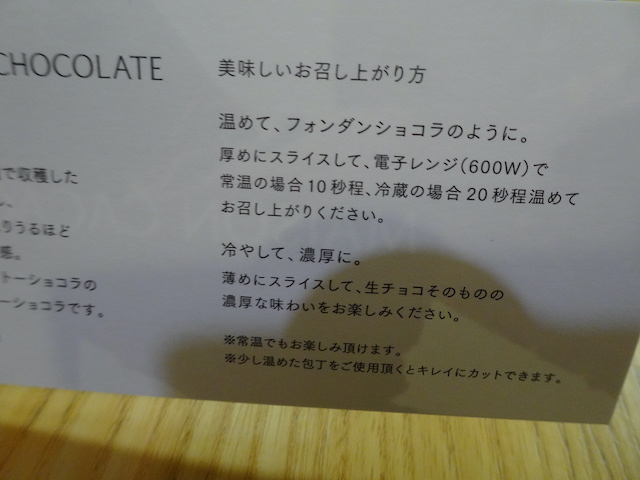 CHOCOLATE
で収穫した
りうるほど
感。
トーショコラの
ーショコラです。
美味しいお召し上がり方
温めて、フォンダンショコラのように。
厚めにスライスして、電子レンジ(600W)で
常温の場合10秒程、冷蔵の場合20秒程温めて
お召し上がりください。
冷やして、濃厚に。
薄めにスライスして、生チョコそのものの
濃厚な味わいをお楽しみください。
※常温でもお楽しみ頂けます。
※少し温めた包丁をご使用頂くとキレイにカットできます。